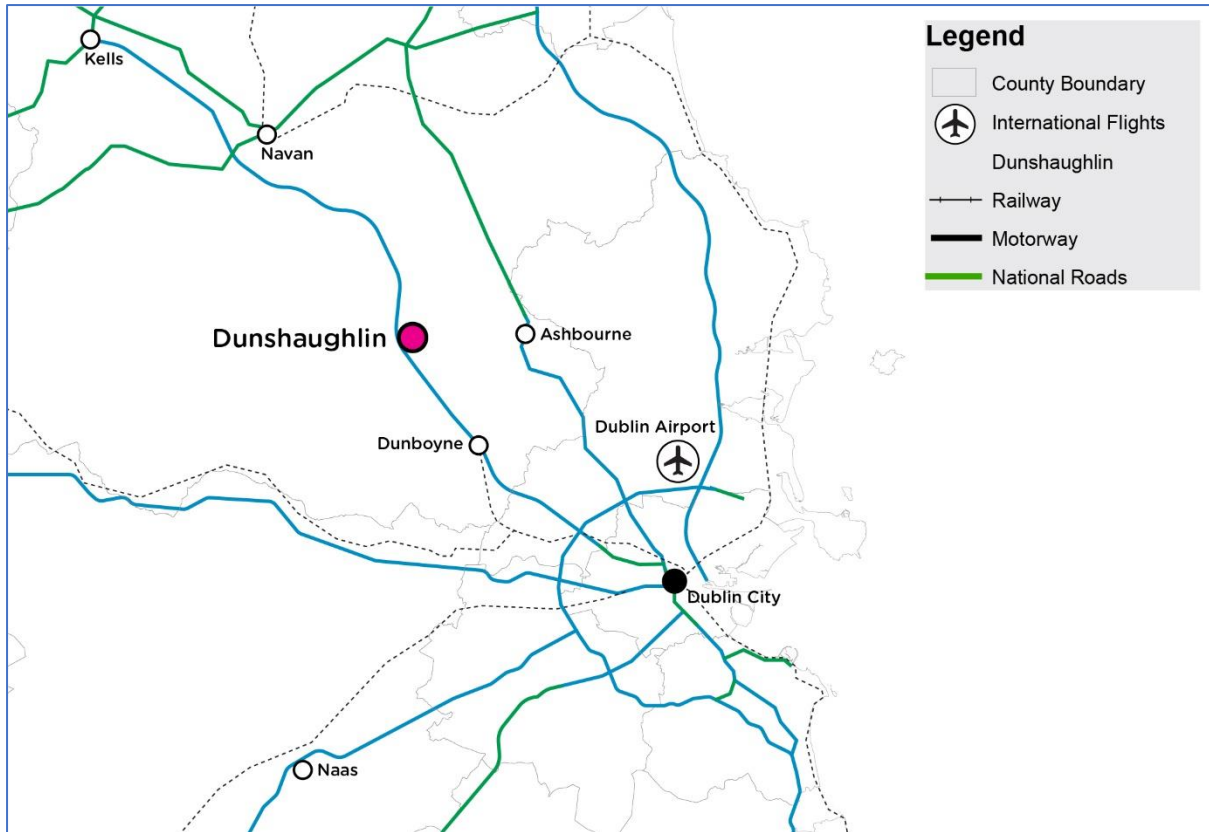 Kells
Navan
Dunshaughlin
Ashbourne
Dublin Airport
Dunboyne
Dublin City
Naas
Legend
County Boundary
International Flights
Dunshaughlin
Railway
Motorway
National Roads